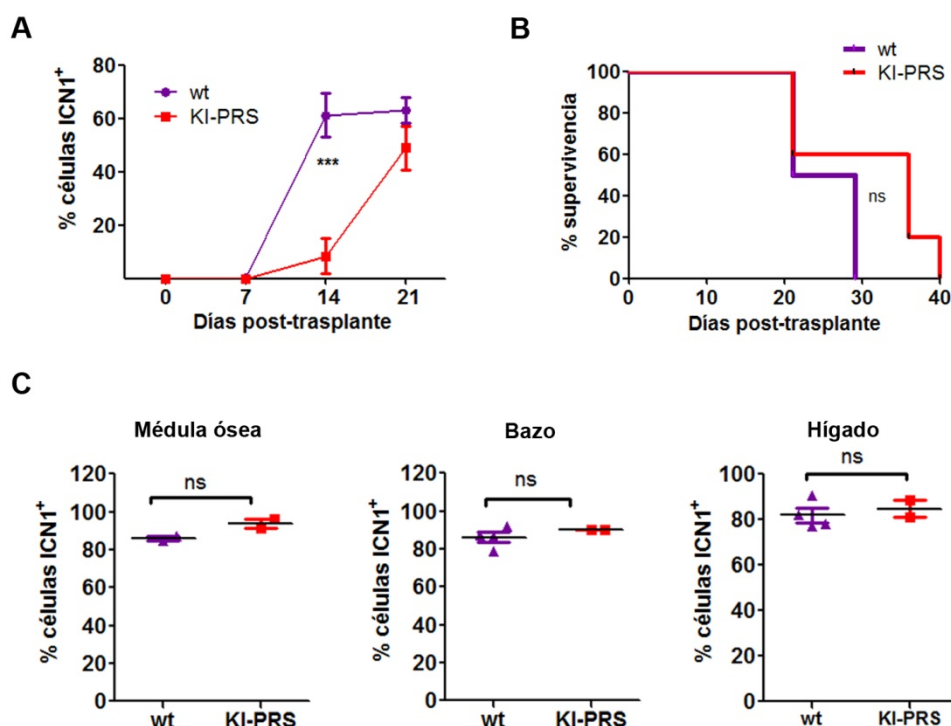 A
% células ICN1+
80
60
40
20
wt
KI-PRS
***
0 7 14 21
Días post-trasplante
B
wt
KI-PRS
% supervivencia
100
80
60
40
20
0
ns
0 10 20 30 40
Días post-trasplante
C
Médula ósea
% células ICN1+
120
100
80
60
40
20
0
ns
wt KI-PRS
Bazo
% células ICN1+
120
100
80
60
40
20
0
ns
wt KI-PRS
Hígado
% células ICN1+
100
80
60
40
20
0
ns
wt KI-PRS